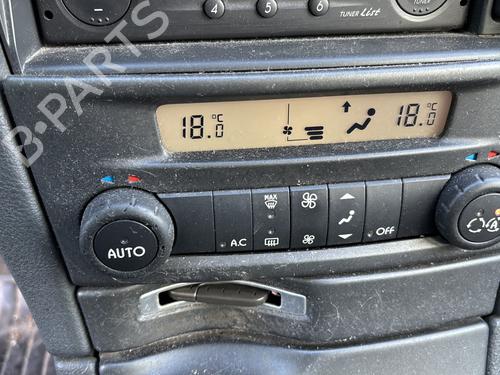 4 5 6
TUNER List
B-PARTS
18.0 °C 18.0 °C
MAX
AUTO A.C Off
A